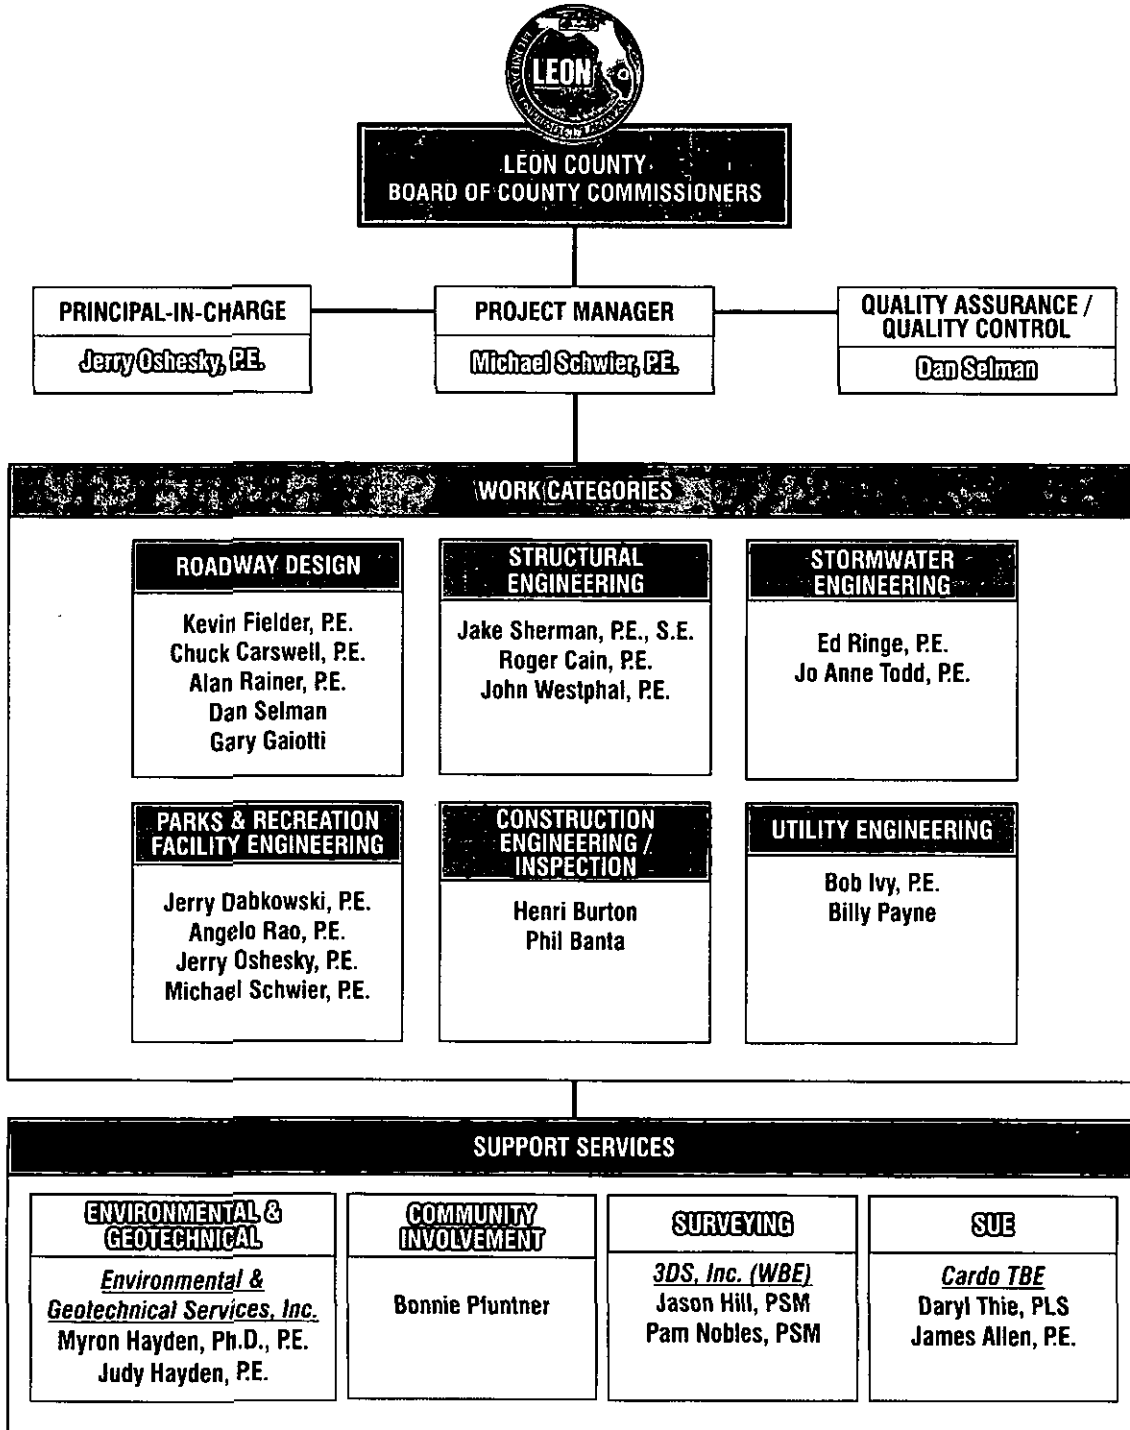 LEON
LEON COUNTY
BOARD OF COUNTY COMMISSIONERS
PRINCIPAL-IN-CHARGE
Jerry Oshesky, P.E.
PROJECT MANAGER
Michael Schwier, P.E.
QUALITY ASSURANCE /
QUALITY CONTROL
Dan Selman
WORK CATEGORIES
ROADWAY DESIGN
Kevin Fielder, P.E.
Chuck Carswell, P.E.
Alan Rainer, P.E.
Dan Selman
Gary Gaiotti
STRUCTURAL
ENGINEERING
Jake Sherman, P.E., S.E.
Roger Cain, P.E.
John Westphal, P.E.
STORMWATER
ENGINEERING
Ed Ringe, P.E.
Jo Anne Todd, P.E.
PARKS & RECREATION
FACILITY ENGINEERING
Jerry Dabkowski, P.E.
Angelo Rao, P.E.
Jerry Oshesky, P.E.
Michael Schwier, P.E.
CONSTRUCTION
ENGINEERING /
INSPECTION
Henri Burton
Phil Banta
UTILITY ENGINEERING
Bob Ivy, P.E.
Billy Payne
SUPPORT SERVICES
ENVIRONMENTAL &
GEOTECHNICAL
Environmental &
Geotechnical Services, Inc.
Myron Hayden, Ph.D., P.E.
Judy Hayden, P.E.
COMMUNITY
INVOLVEMENT
Bonnie Pfuntner
SURVEYING
3DS, Inc. (WBE)
Jason Hill, PSM
Pam Nobles, PSM
SUE
Cardo TBE
Daryl Thie, PLS
James Allen, P.E.